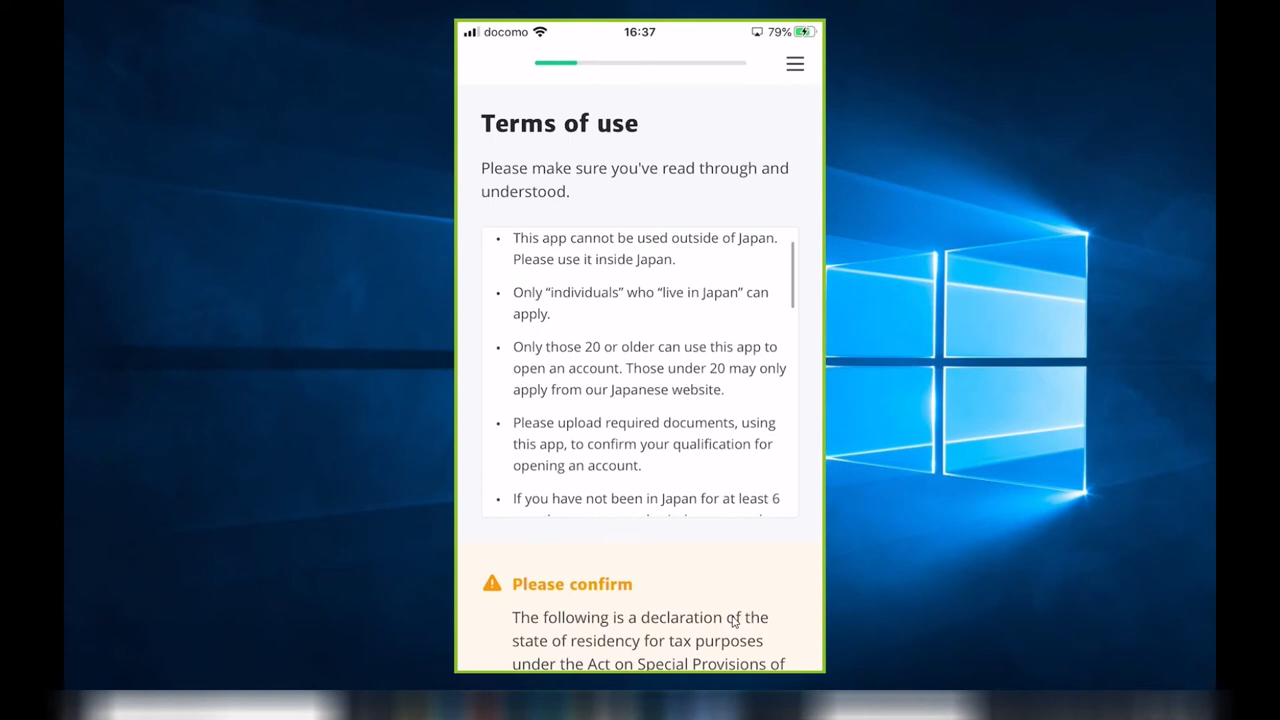 docomo
16:37
79%
Terms of use
Please make sure you've read through and
understood.
• This app cannot be used outside of Japan.
Please use it inside Japan.
• Only “individuals” who “live in Japan” can
apply.
• Only those 20 or older can use this app to
open an account. Those under 20 may only
apply from our Japanese website.
• Please upload required documents, using
this app, to confirm your qualification for
opening an account.
• If you have not been in Japan for at least 6
Please confirm
The following is a declaration of the
state of residency for tax purposes
under the Act on Special Provisions of